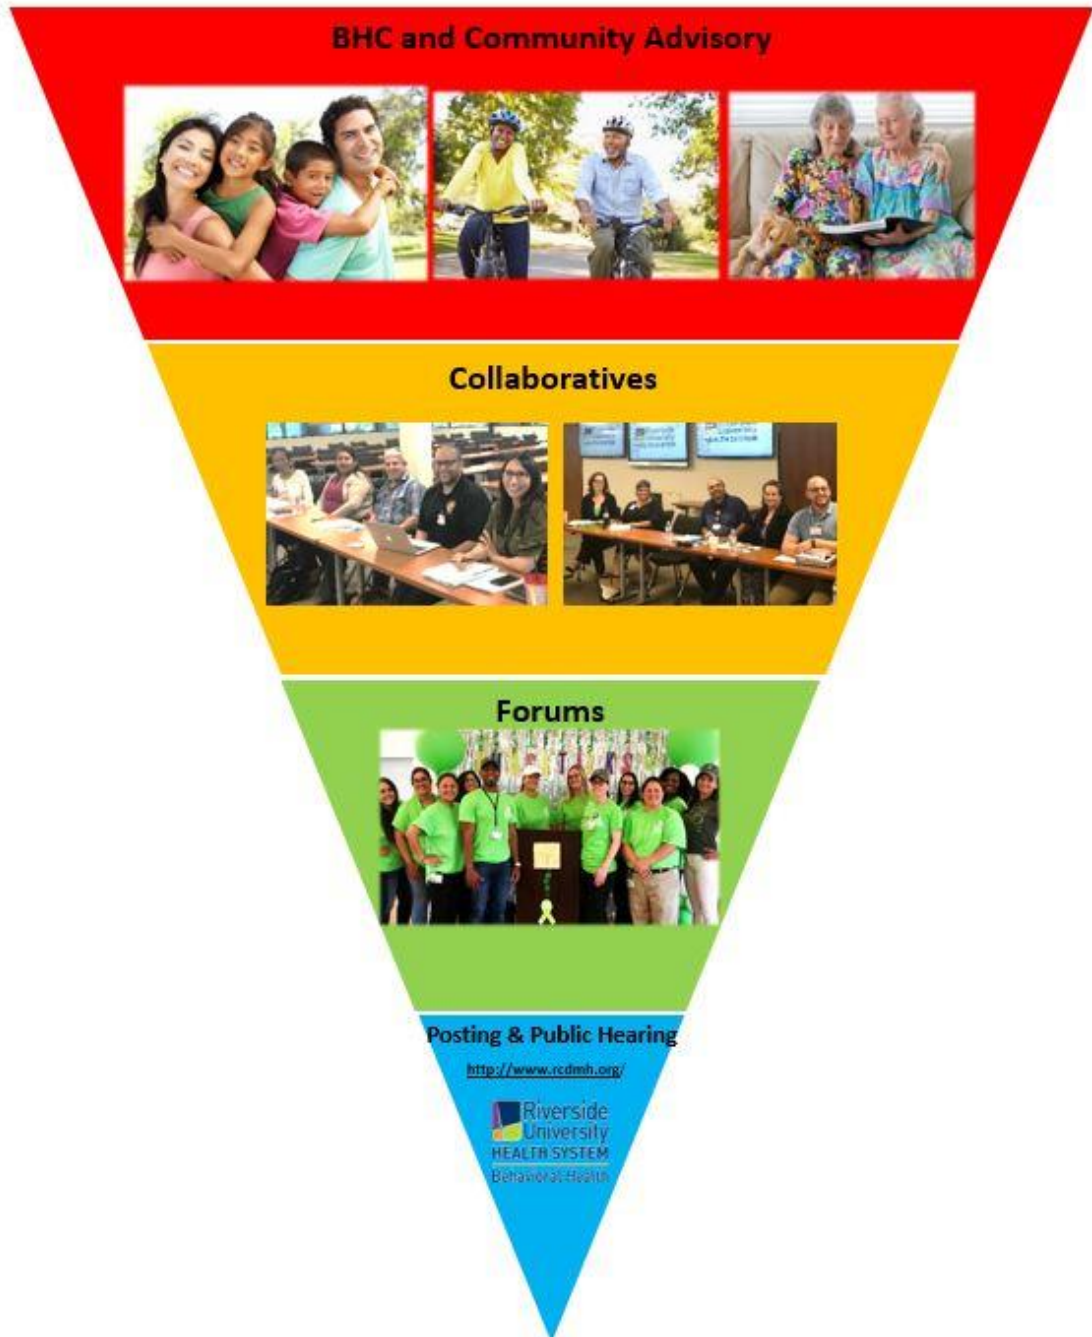 BHC and Community Advisory
Collaboratives
Forums
Posting & Public Hearing
http://www.rcdmh.org/
Riverside
University
HEALTH SYSTEM
Behavioral Health